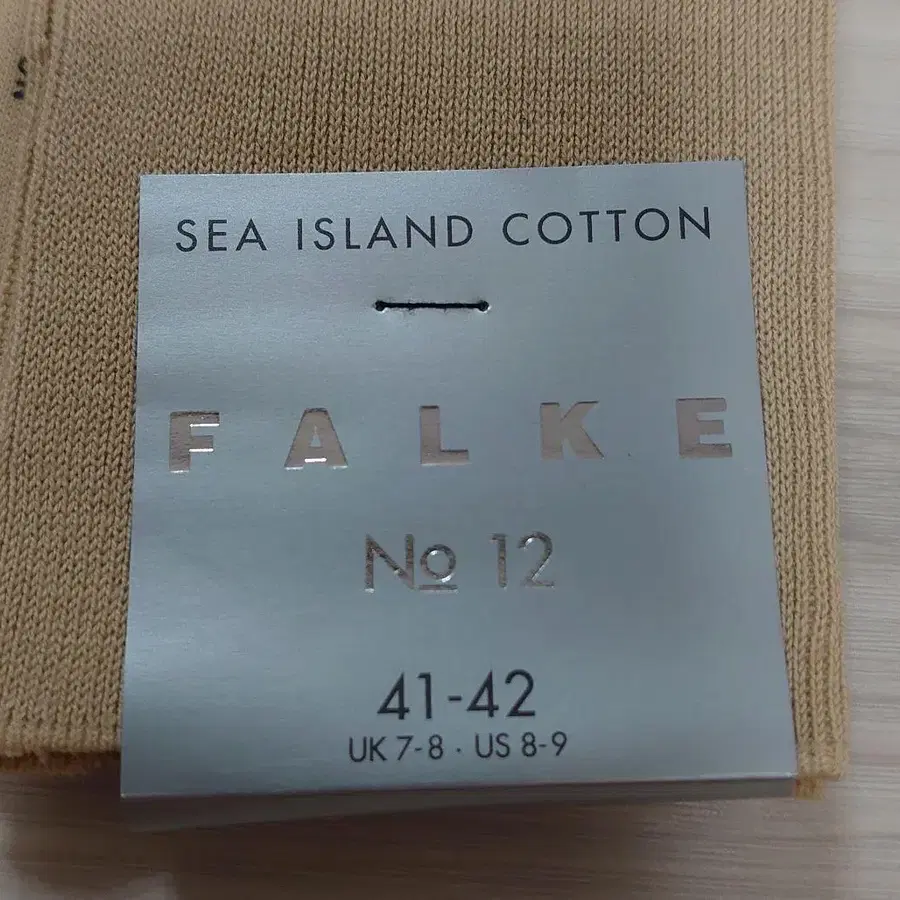 SEA ISLAND COTTON
FALKE
No 12
41-42
UK 7-8 · US 8-9